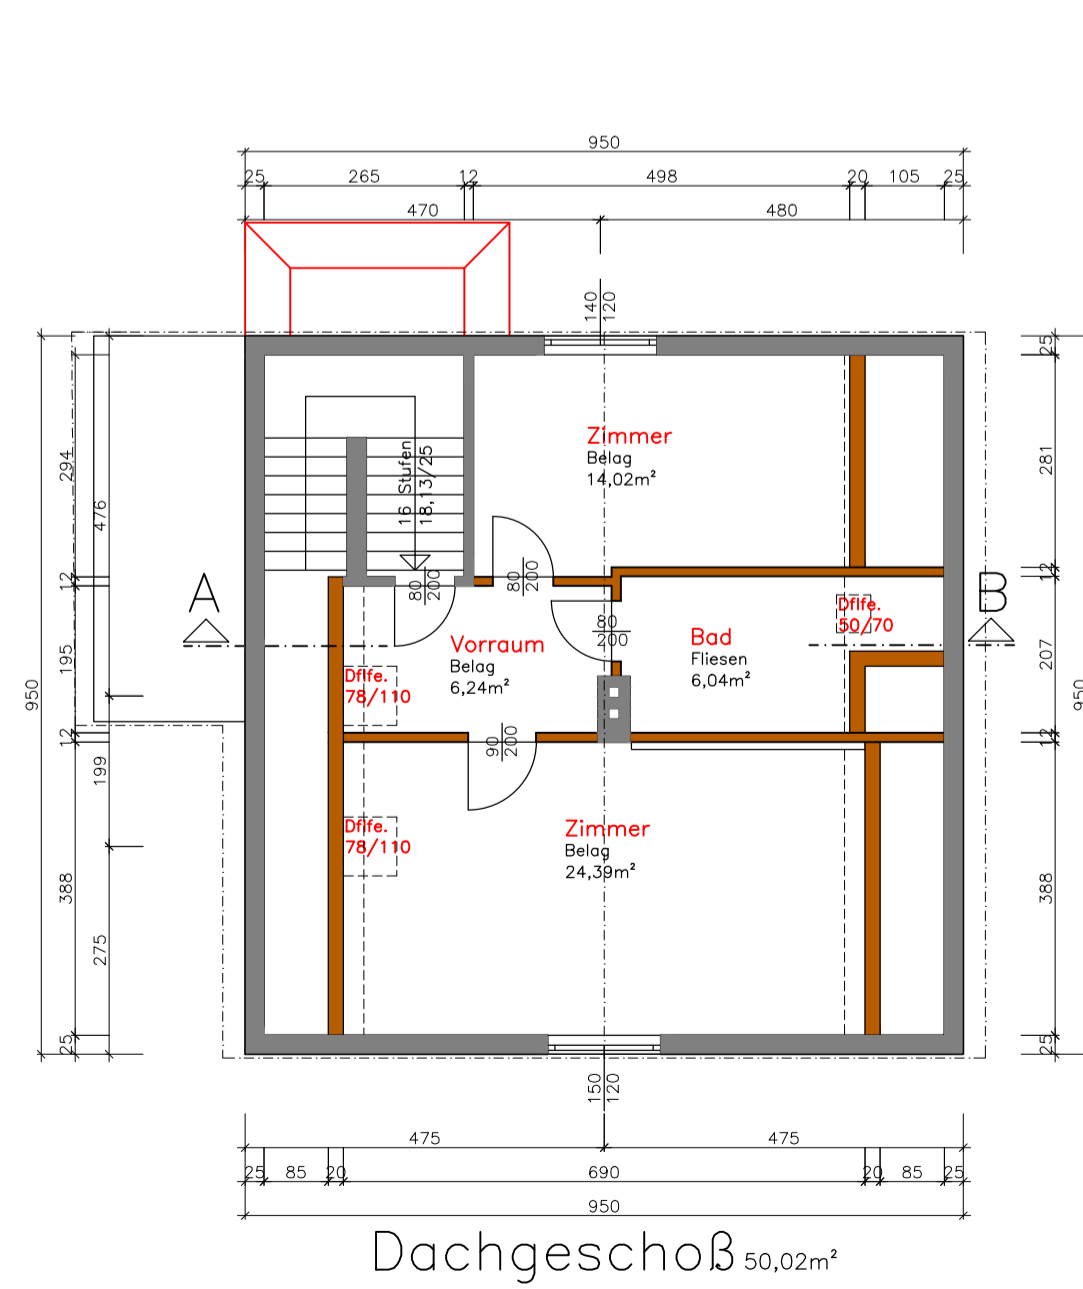 950
25 265 12 498 20 105 25
470 480
140
120
25
Zimmer
Belag
14,02m²
16 Stufen
18,13/25
294
476
281
80
200
80
200
12
12
A
B
Dflfe.
50/70
80
200
Vorraum
Belag
6,24m²
Bad
Fliesen
6,04m²
195
207
Dflfe.
78/110
950
950
12
12
90
200
199
Dflfe.
78/110
Zimmer
Belag
24,39m²
388
388
275
25
25
150
120
475 475
25 85 20 690 20 85 25
950
Dachgeschoß 50,02m²